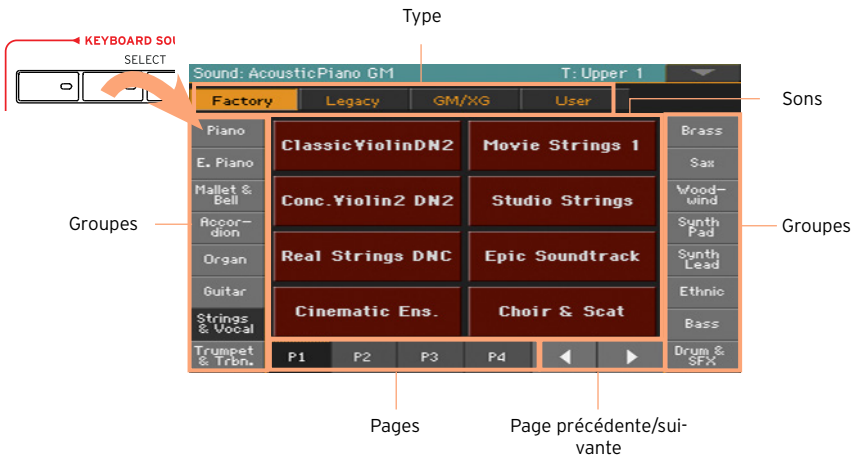 Type
KEYBOARD SOU
SELECT
Sound: AcousticPiano GM
T: Upper 1
Factory
Legacy
GM/XG
User
Sons
Piano
E. Piano
Mallet &
Bell
Accor-
dion
Organ
Guitar
Strings
& Vocal
Trumpet
& Trbn.
Groupes
ClassicViolinDN2
Movie Strings 1
Conc.Violin2 DN2
Studio Strings
Real Strings DNC
Epic Soundtrack
Cinematic Ens.
Choir & Scat
Brass
Sax
Wood-
wind
Synth
Pad
Synth
Lead
Ethnic
Bass
Drum &
SFX
Groupes
P1
P2
P3
P4
Pages
Page précédente/sui-
vante